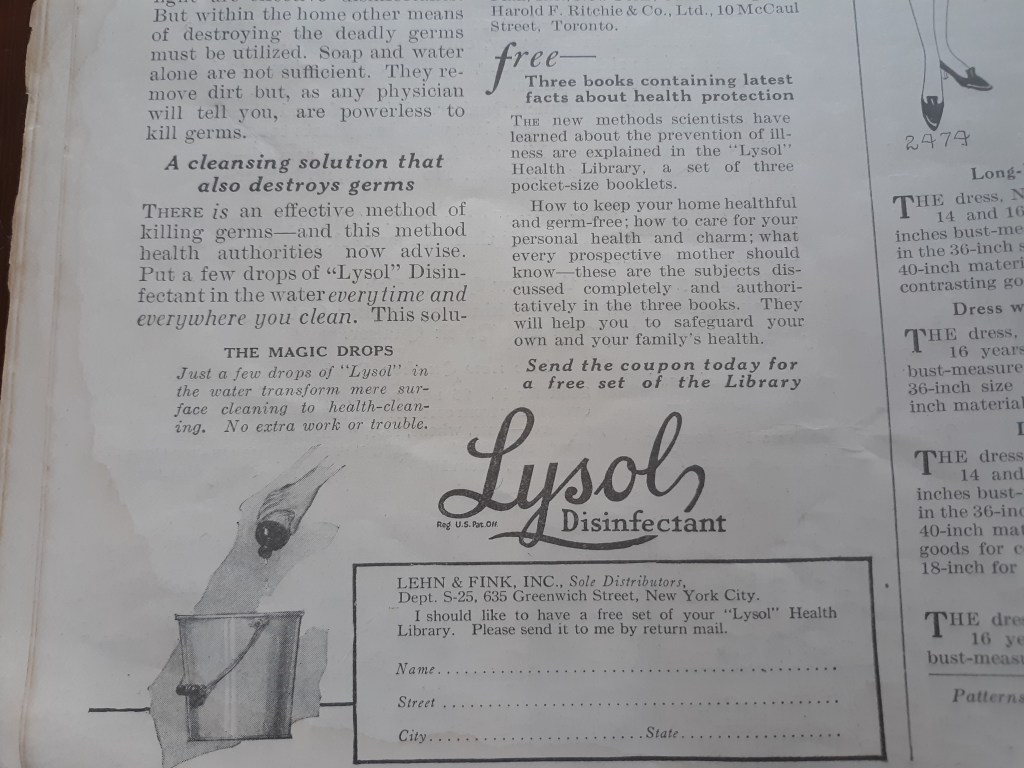 But within the home other means
of destroying the deadly germs
must be utilized. Soap and water
alone are not sufficient. They re-
move dirt but, as any physician
will tell you, are powerless to
kill germs.
A cleansing solution that
also destroys germs
THERE is an effective method of
killing germs—and this method
health authorities now advise.
Put a few drops of “Lysol” Disin-
fectant in the water every time and
everywhere you clean. This solu-
THE MAGIC DROPS
Just a few drops of "Lysol" in
the water transform mere sur-
face cleaning to health-clean-
ing. No extra work or trouble.
Harold F. Ritchie & Co., Ltd., 10 McCaul
Street, Toronto.
free—
Three books containing latest
facts about health protection
THE new methods scientists have
learned about the prevention of ill-
ness are explained in the "Lysol"
Health Library, a set of three
pocket-size booklets.
How to keep your home healthful
and germ-free; how to care for your
personal health and charm; what
every prospective mother should
know—these are the subjects dis-
cussed completely and authori-
tatively in the three books. They
will help you to safeguard your
own and your family's health.
Send the coupon today for
a free set of the Library
Lysol
Reg. U.S. Pat. Off.
Disinfectant
LEHN & FINK, INC., Sole Distributors,
Dept. S-25, 635 Greenwich Street, New York City.
I should like to have a free set of your "Lysol" Health
Library. Please send it to me by return mail.
Name
Street
City State
2474
Long-
THE dress, N
14 and 16
inches bust-me
in the 36-inch s
40-inch materi
contrasting go
Dress w
THE dress,
16 years
bust-measure
36-inch size
inch material
THE dress
14 and
inches bust-
in the 36-inc
40-inch mat
goods for c
18-inch for
THE dre
16 ye
bust-meas
Patterns